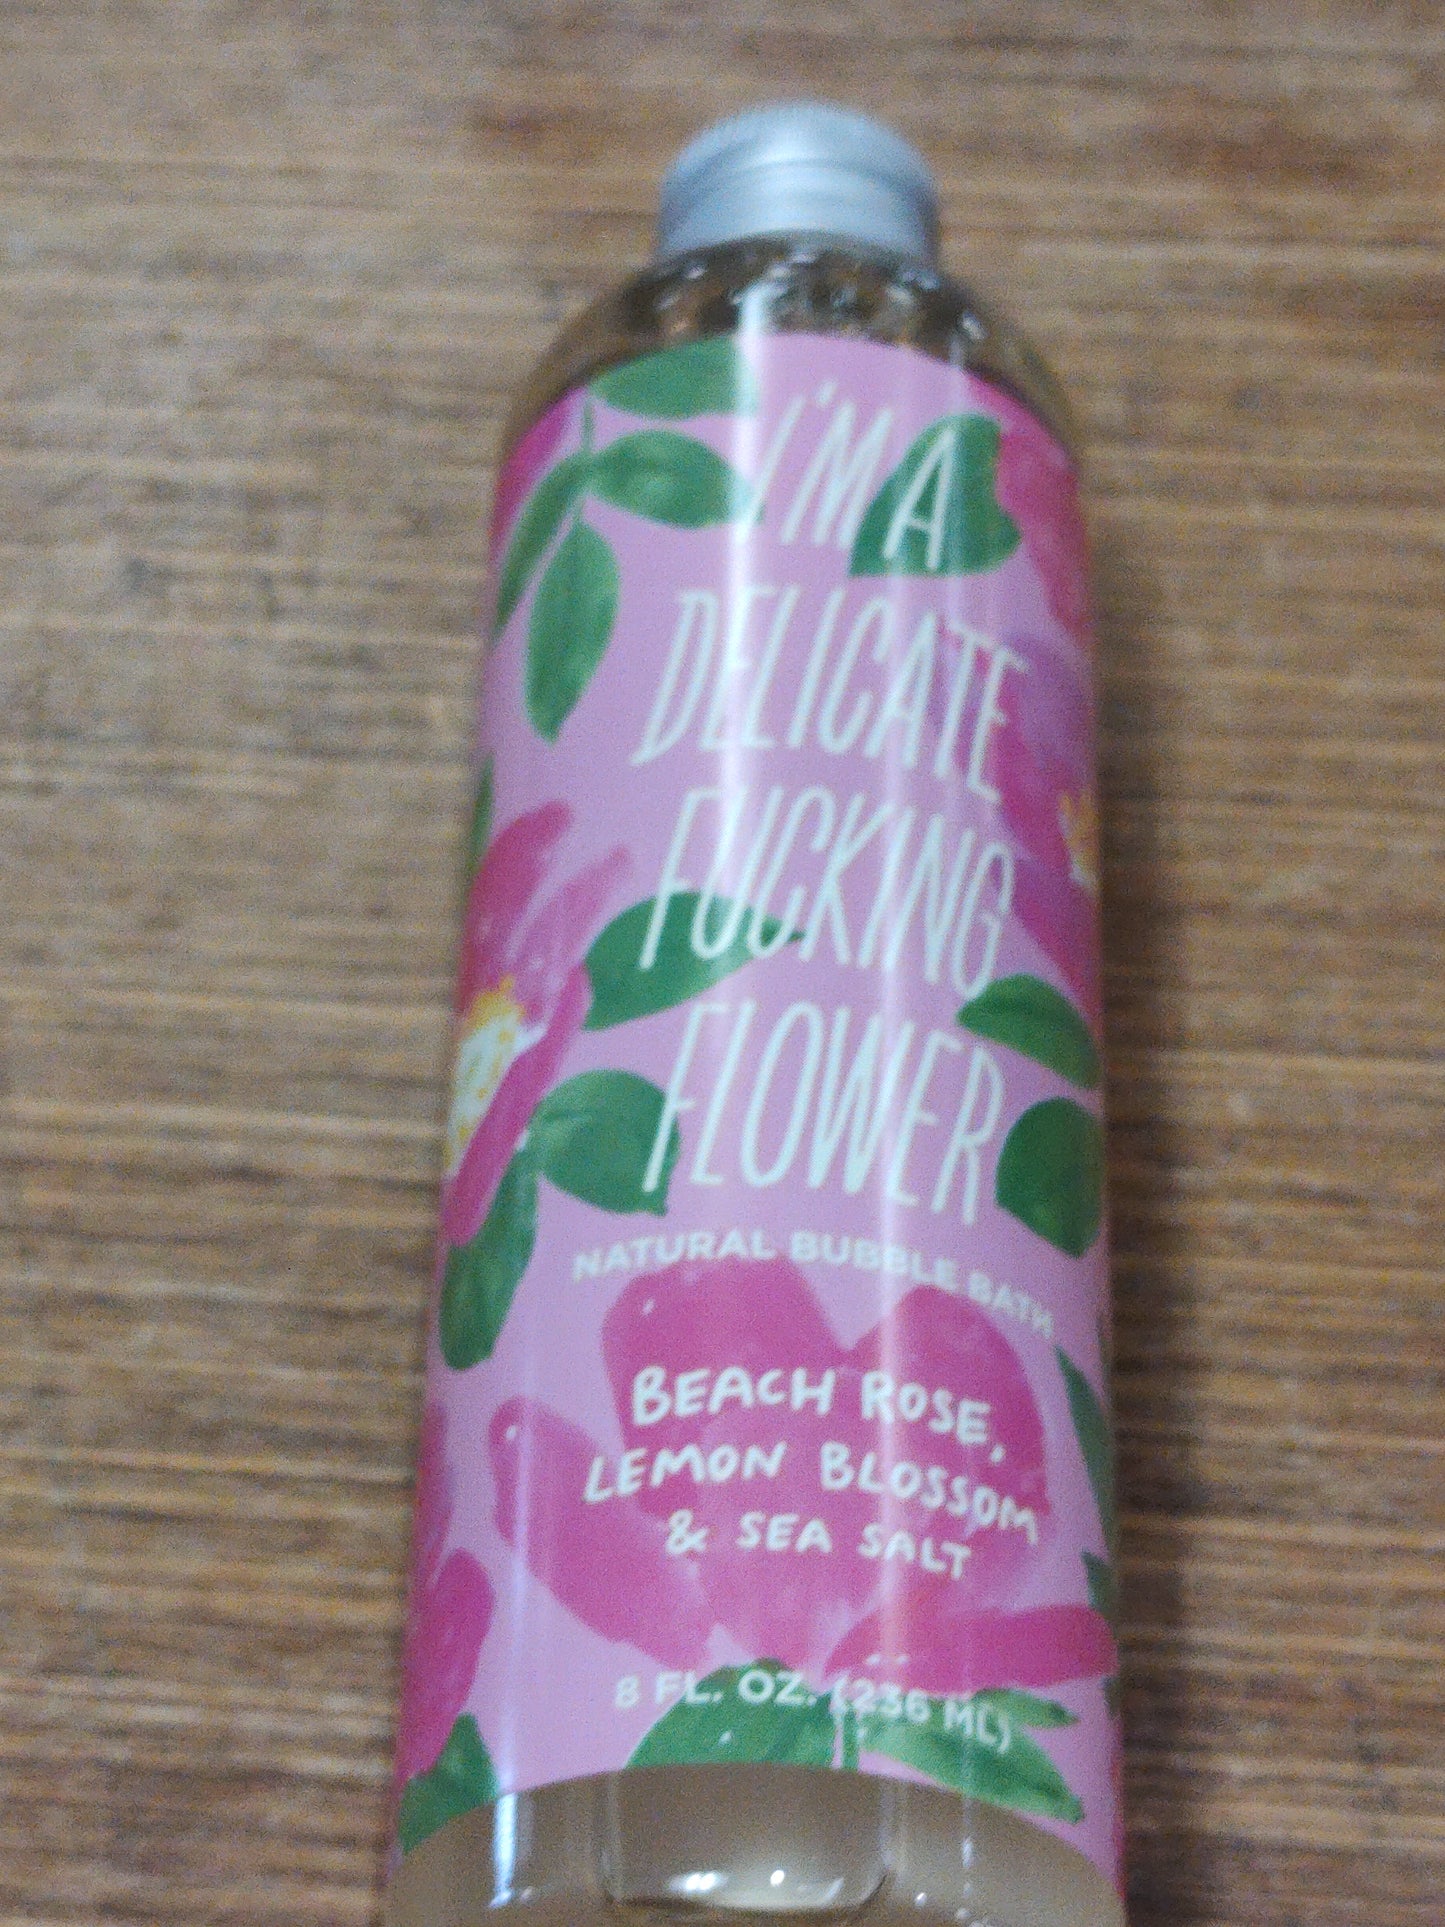 I'M A
DELICATE
FUCKING
FLOWER
NATURAL BUBBLE BATH
BEACH ROSE,
LEMON BLOSSOM
& SEA SALT
8 FL. OZ. (236 ML)